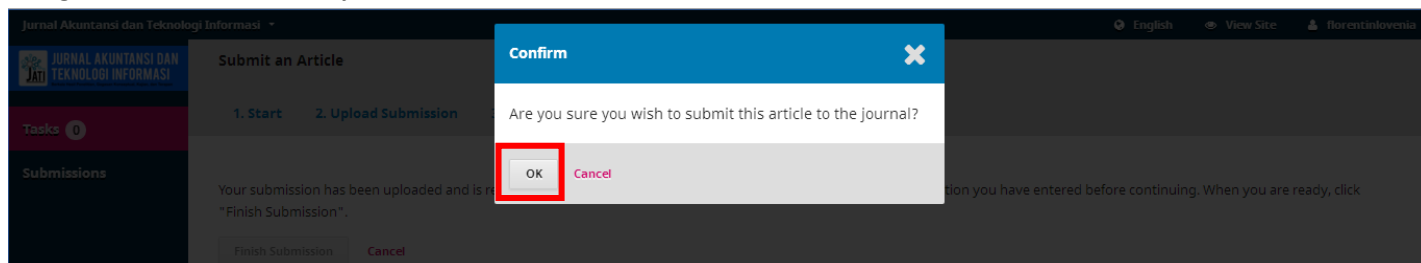 Jurnal Akuntansi dan Teknologi Informasi
English
View Site
florentinlovenia
JURNAL AKUNTANSI DAN
JATI TEKNOLOGI INFORMASI
Submit an Article
Confirm
1. Start 2. Upload Submission
Are you sure you wish to submit this article to the journal?
Tasks 0
OK Cancel
Submissions
Your submission has been uploaded and is tion you have entered before continuing. When you are ready, click
"Finish Submission".
Finish Submission Cancel